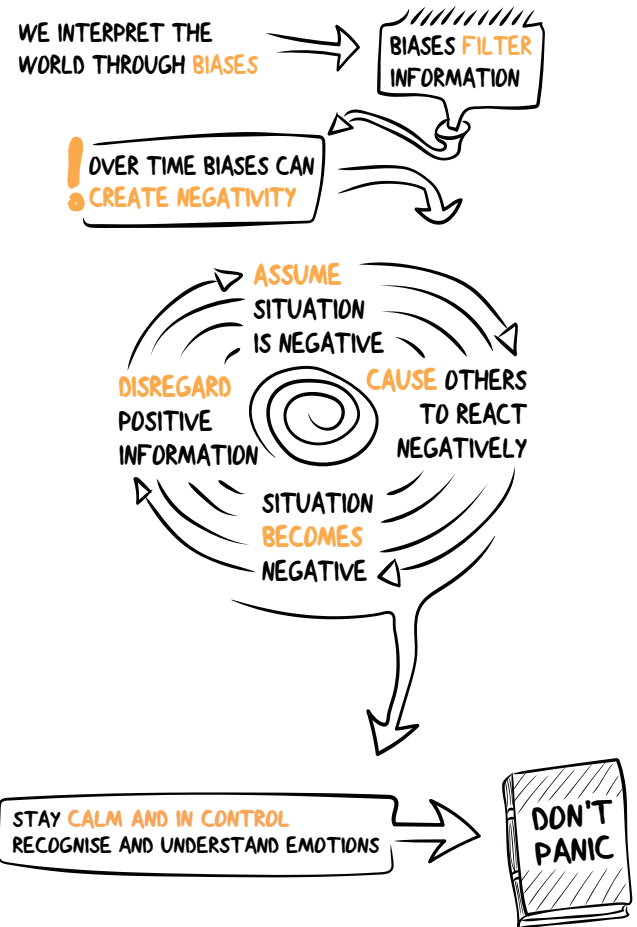 WE INTERPRET THE
WORLD THROUGH BIASES
BIASES FILTER
INFORMATION
! OVER TIME BIASES CAN
CREATE NEGATIVITY
ASSUME
SITUATION
IS NEGATIVE
CAUSE OTHERS
TO REACT
NEGATIVELY
SITUATION
BECOMES
NEGATIVE
DISREGARD
POSITIVE
INFORMATION
STAY CALM AND IN CONTROL
RECOGNISE AND UNDERSTAND EMOTIONS
DON'T
PANIC